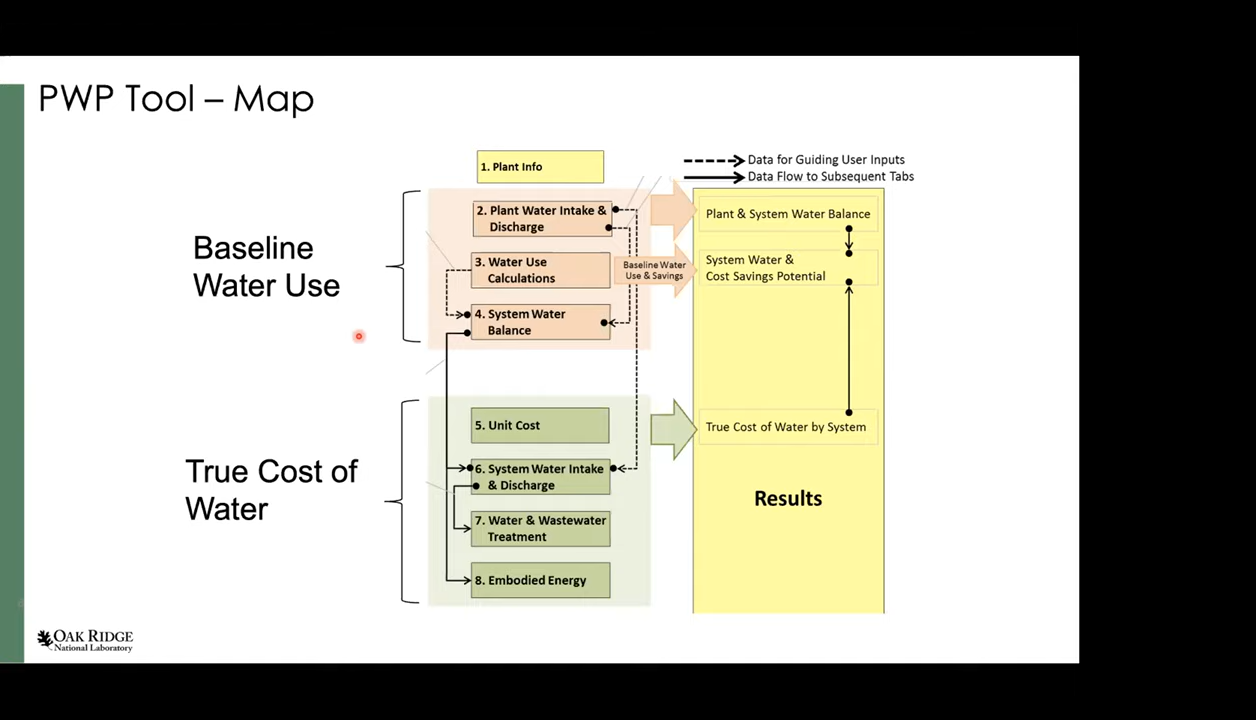 PWP Tool – Map
1. Plant Info
Data for Guiding User Inputs
Data Flow to Subsequent Tabs
Baseline
Water Use
2. Plant Water Intake &
Discharge
3. Water Use
Calculations
4. System Water
Balance
Baseline Water
Use & Savings
Plant & System Water Balance
System Water &
Cost Savings Potential
True Cost of
Water
5. Unit Cost
6. System Water Intake
& Discharge
7. Water & Wastewater
Treatment
8. Embodied Energy
True Cost of Water by System
Results
OAK RIDGE
National Laboratory